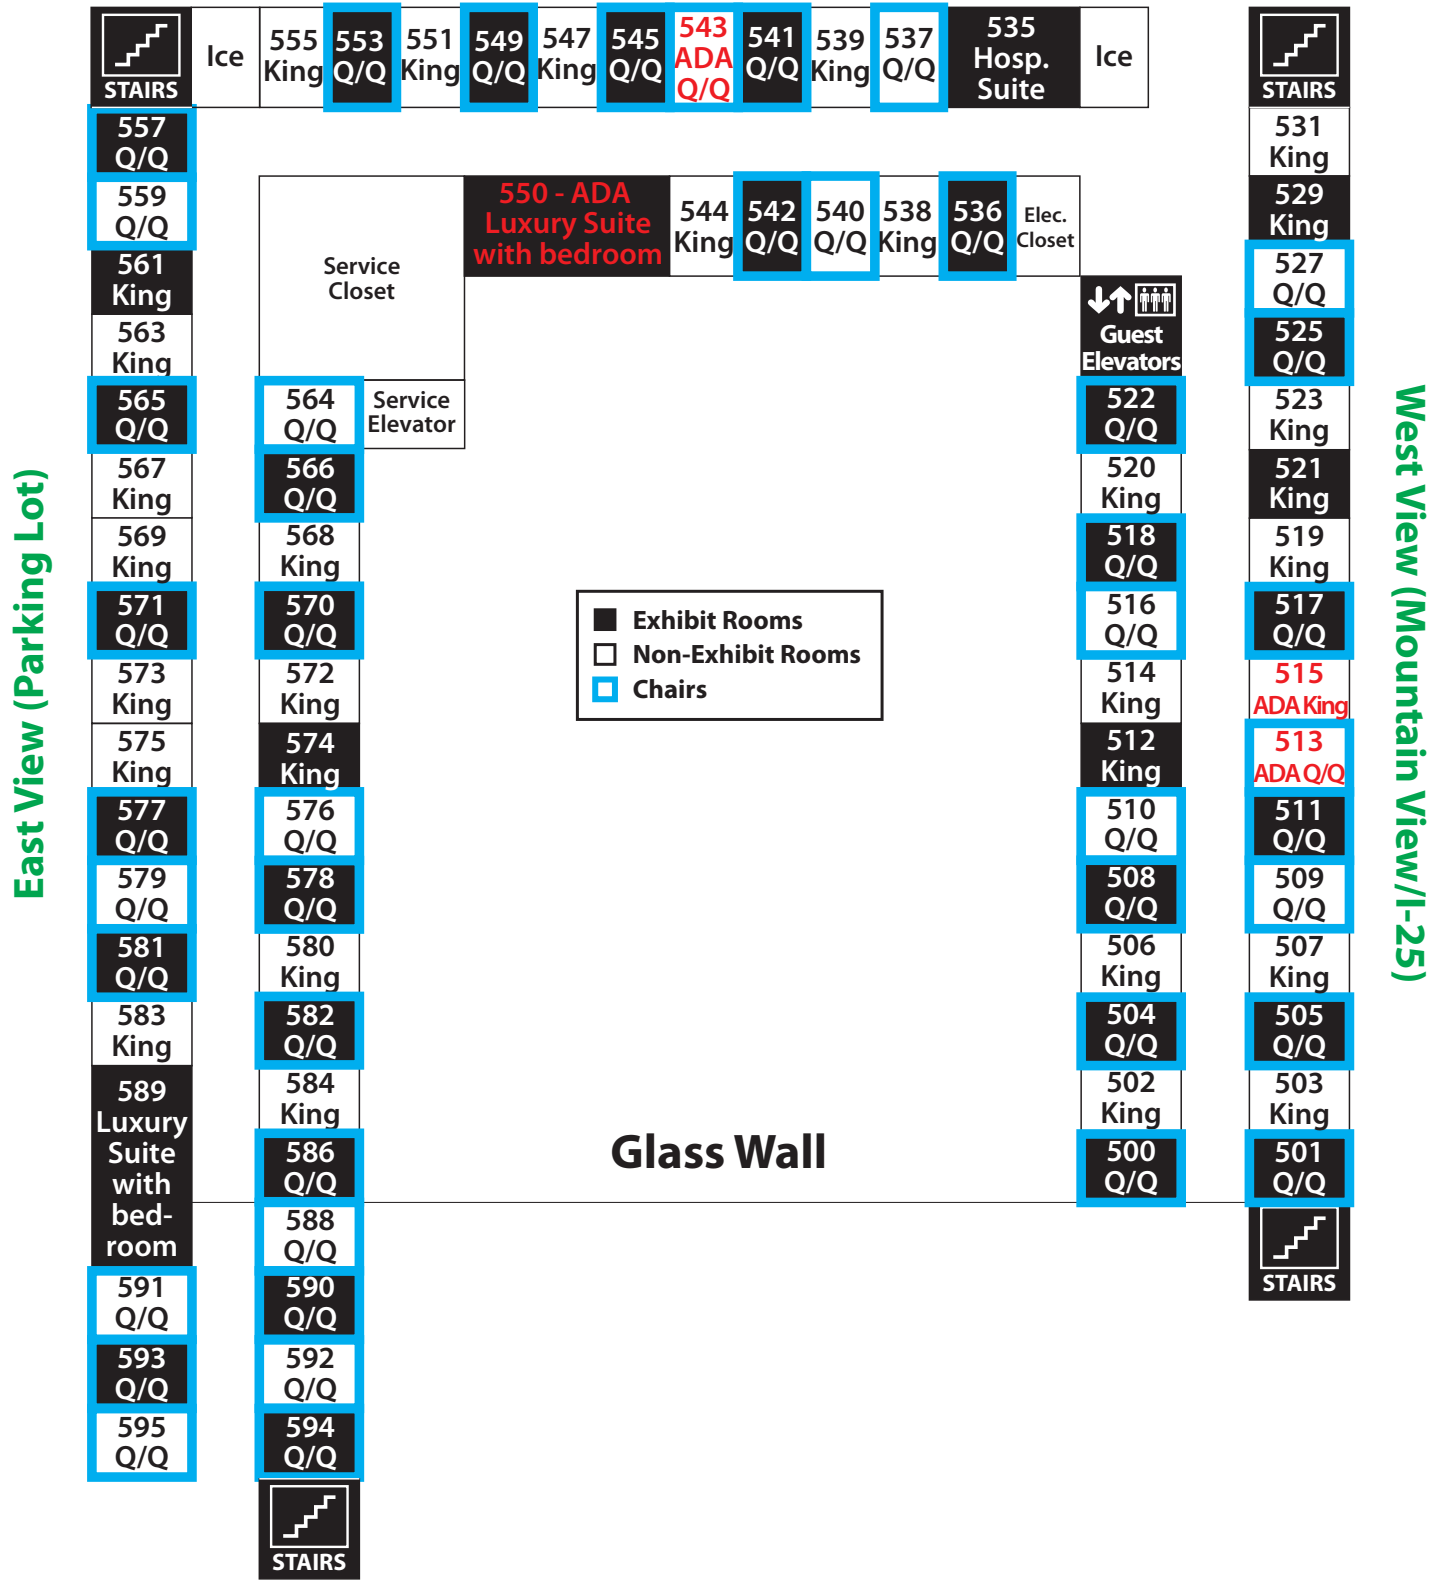 STAIRS
Ice
555
King
553
Q/Q
551
King
549
Q/Q
547
King
545
Q/Q
543
ADA
Q/Q
541
Q/Q
539
King
537
Q/Q
535
Hosp.
Suite
Ice
STAIRS
557
Q/Q
559
Q/Q
561
King
563
King
565
Q/Q
567
King
569
King
571
Q/Q
573
King
575
King
577
Q/Q
579
Q/Q
581
Q/Q
583
King
589
Luxury
Suite
with
bed-
room
591
Q/Q
593
Q/Q
595
Q/Q
East View (Parking Lot)
Service
Closet
550 - ADA
Luxury Suite
with bedroom
544
King
542
Q/Q
540
Q/Q
538
King
536
Q/Q
Elec.
Closet
Guest
Elevators
564
Q/Q
Service
Elevator
566
Q/Q
568
King
570
Q/Q
572
King
574
King
576
Q/Q
578
Q/Q
580
King
582
Q/Q
584
King
586
Q/Q
588
Q/Q
590
Q/Q
592
Q/Q
594
Q/Q
STAIRS
Exhibit Rooms
Non-Exhibit Rooms
Chairs
Glass Wall
522
Q/Q
520
King
518
Q/Q
516
Q/Q
514
King
512
King
510
Q/Q
508
Q/Q
506
King
504
Q/Q
502
King
500
Q/Q
531
King
529
King
527
Q/Q
525
Q/Q
523
King
521
King
519
King
517
Q/Q
515
ADA King
513
ADA Q/Q
511
Q/Q
509
Q/Q
507
King
505
Q/Q
503
King
501
Q/Q
STAIRS
West View (Mountain View/I-25)